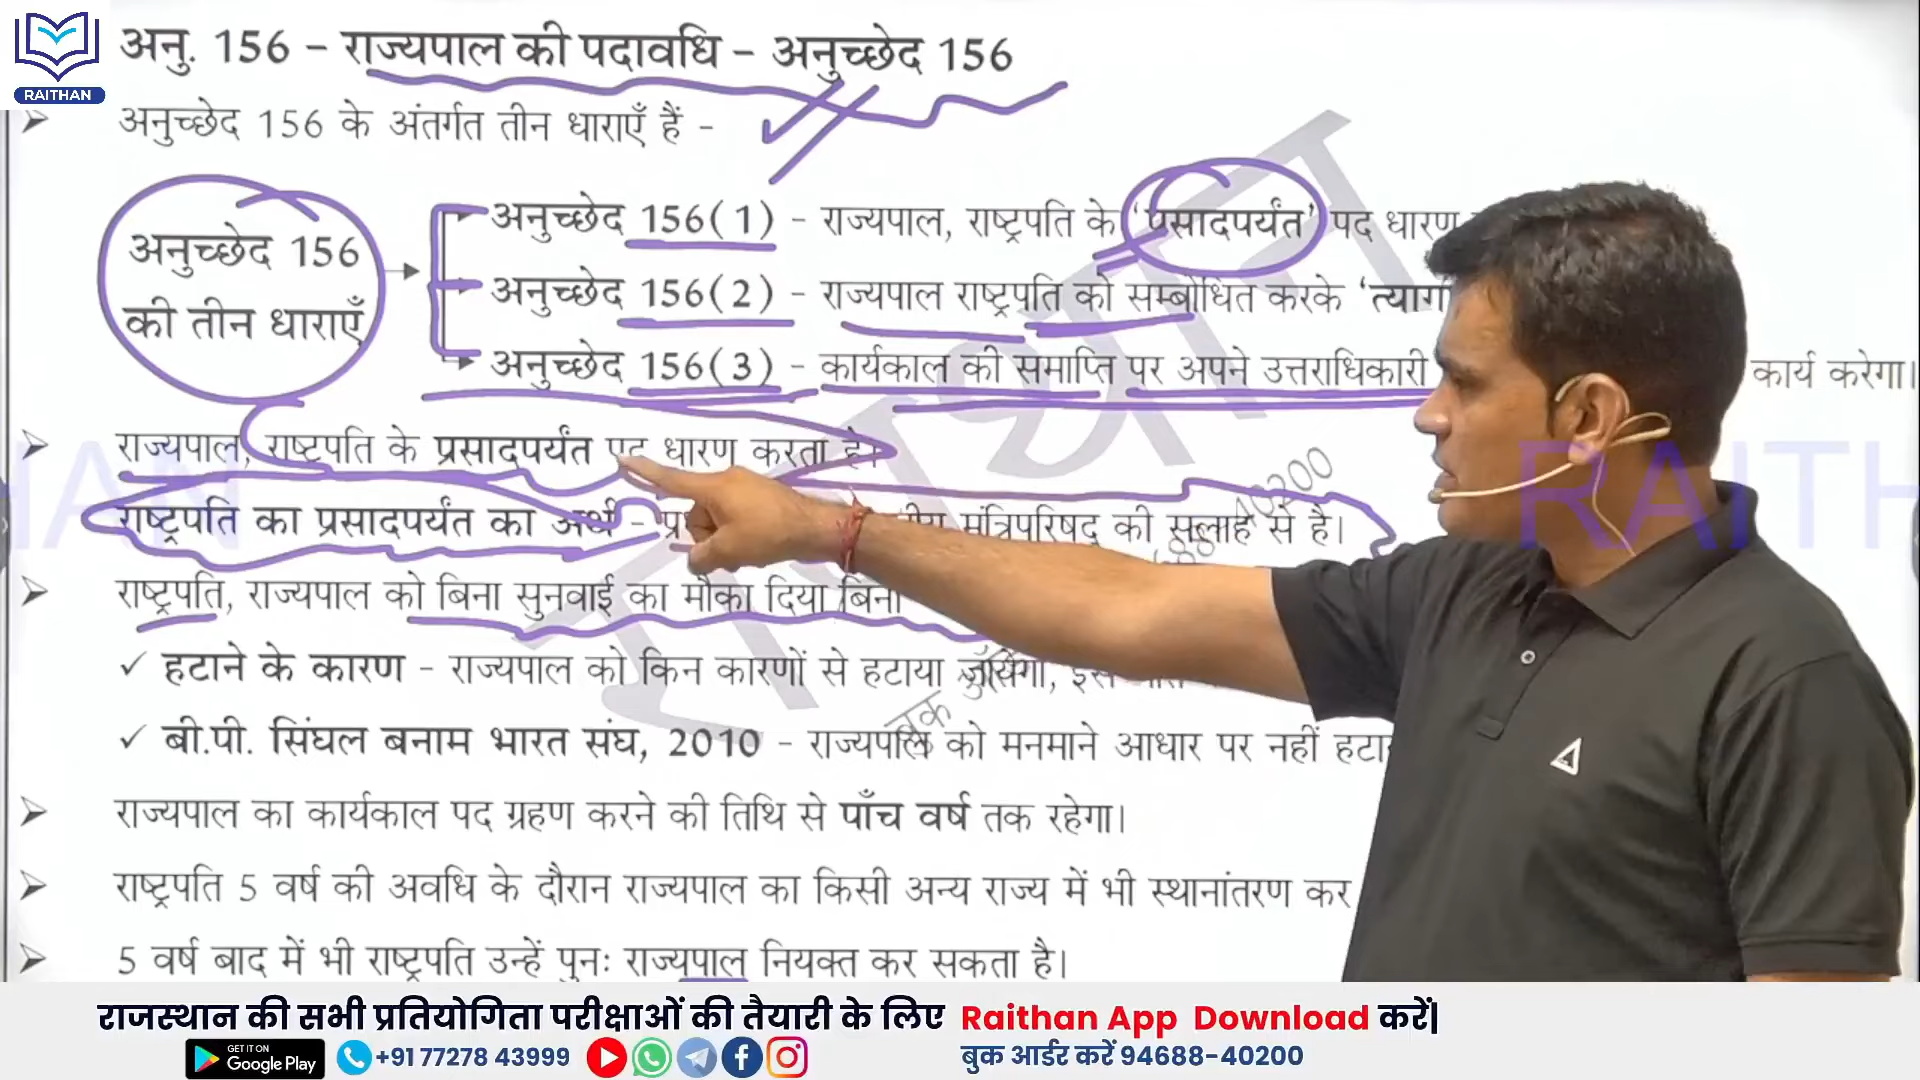 RAITHAN
अनु. 156 – राज्यपाल की पदावधि – अनुच्छेद 156
अनुच्छेद 156 के अंतर्गत तीन धाराएँ हैं -
अनुच्छेद 156
की तीन धाराएँ
अनुच्छेद 156(1) - राज्यपाल, राष्ट्रपति के 'प्रसादपर्यंत' पद धारण
अनुच्छेद 156(2) - राज्यपाल राष्ट्रपति को सम्बोधित करके
अनुच्छेद 156(3) - कार्यकाल की समाप्ति पर अपने उत्तराधिकारी कार्य करेगा।
राज्यपाल, राष्टपति के प्रसादपर्यंत पद धारण करता है।
राष्ट्रपति का प्रसादपर्यंत का अर्थ - मंत्रिपरिषद् की सलाह से है।
राष्ट्रपति, राज्यपाल को बिना सुनवाई का मौका दिया बिना
✓ हटाने के कारण - राज्यपाल को किन कारणों से हटाया जायेगा,
✓ बी.पी. सिंघल बनाम भारत संघ, 2010 - राज्यपाल को मनमाने आधार पर नहीं
राज्यपाल का कार्यकाल पद ग्रहण करने की तिथि से पाँच वर्ष तक रहेगा।
राष्ट्रपति 5 वर्ष की अवधि के दौरान राज्यपाल का किसी अन्य राज्य में भी स्थानांतरण कर
5 वर्ष बाद में भी राष्ट्रपति उन्हें पुनः राज्यपाल नियक्त कर सकता है।
राजस्थान की सभी प्रतियोगिता परीक्षाओं की तैयारी के लिए Raithan App Download करें|
GET IT ON
Google Play
+91 77278 43999
बुक आर्डर करें 94688-40200